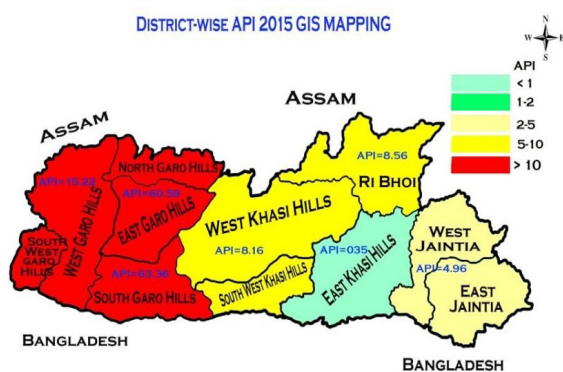 DISTRICT-WISE API 2015 GIS MAPPING
N
W
E
S
API
< 1
1-2
2-5
5-10
> 10
ASSAM
ASSAM
NORTH GARO HILLS
API=15.22
API=60.59
EAST GARO HILLS
WEST GARO HILLS
SOUTH
WEST
GARO
HILLS
API=63.36
SOUTH GARO HILLS
API=8.56
RI BHOI
WEST KHASI HILLS
API=8.16
SOUTH WEST KHASI HILLS
API=035
EAST KHASI HILLS
WEST
JAINTIA
API=4.96
EAST
JAINTIA
BANGLADESH
BANGLADESH